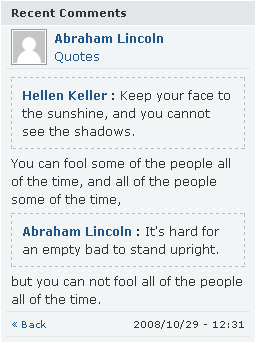 Recent Comments
Abraham Lincoln
Quotes
Hellen Keller : Keep your face to
the sunshine, and you cannot
see the shadows.
You can fool some of the people all
of the time, and all of the people
some of the time,
Abraham Lincoln : It's hard for
an empty bad to stand upright.
but you can not fool all of the people
all of the time.
« Back 2008/10/29 - 12:31